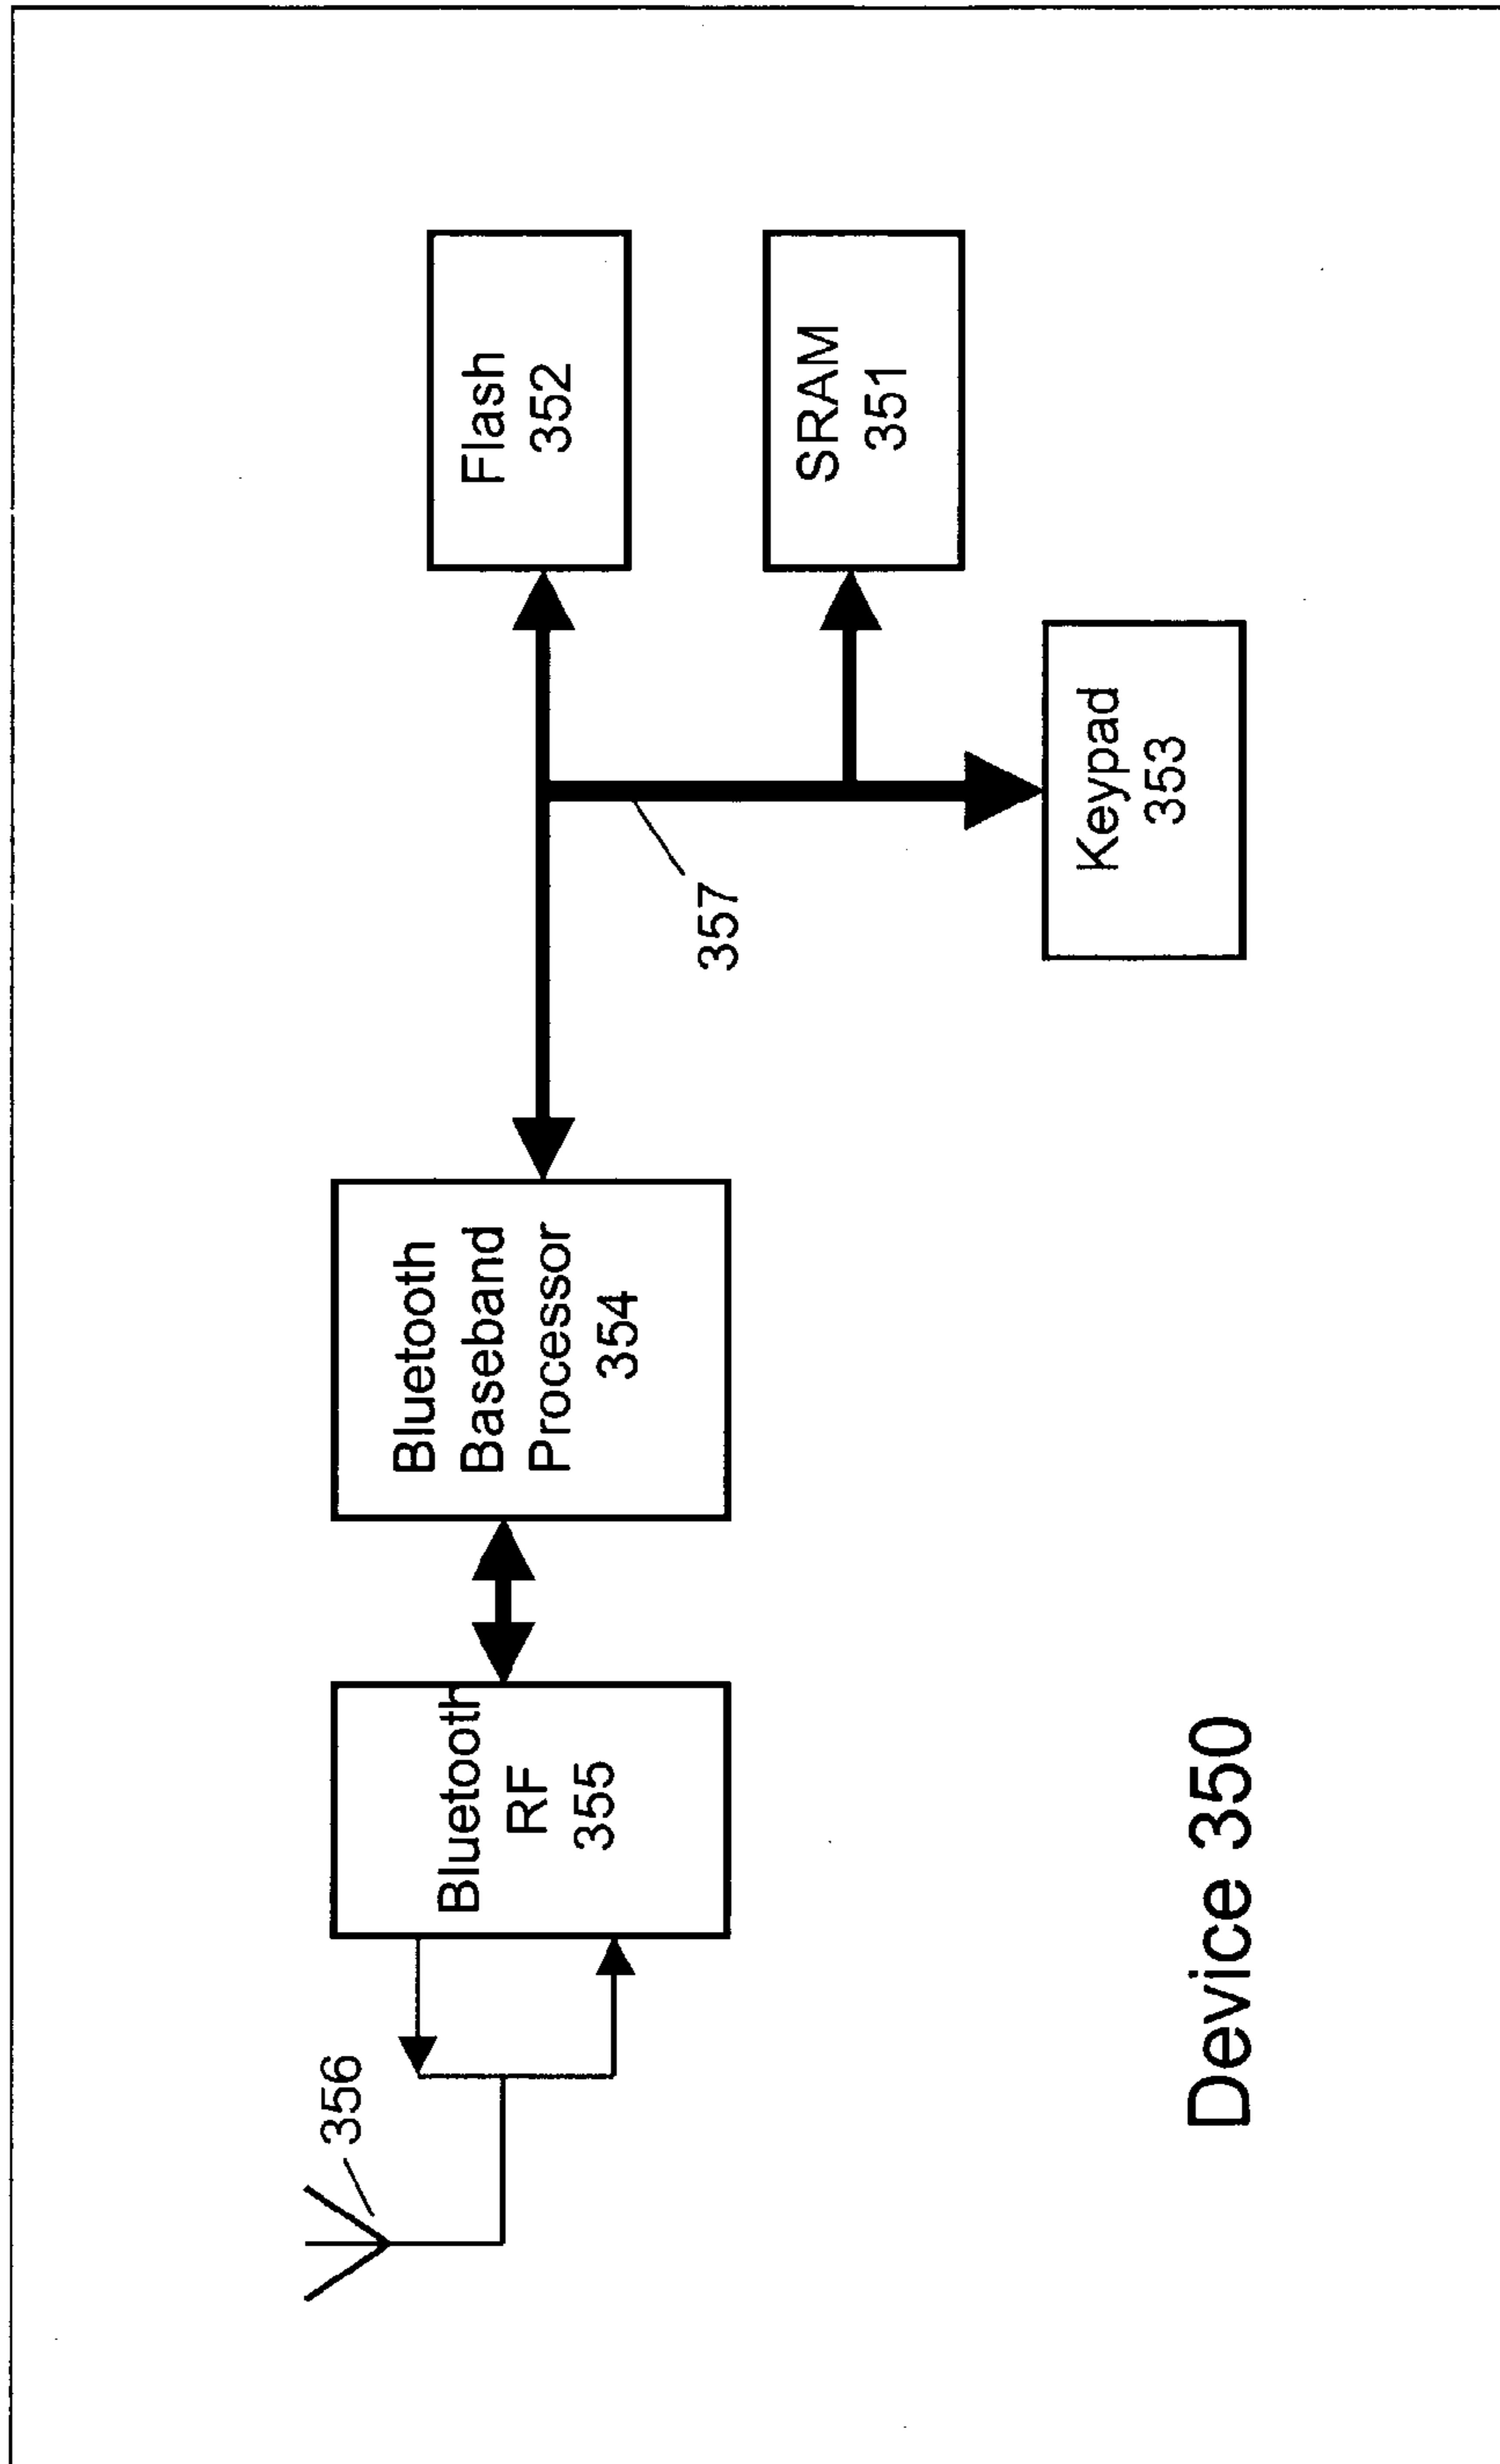 356
Bluetooth
RF
355
Bluetooth
Baseband
Processor
354
357
Flash
352
SRAM
351
Keypad
353
Device 350